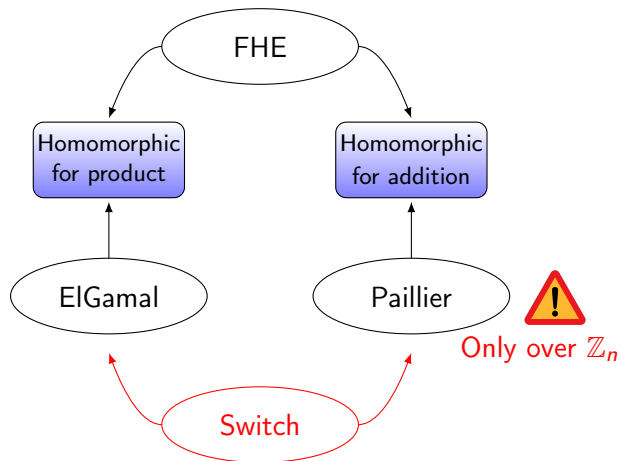 FHE
Homomorphic
for product
Homomorphic
for addition
ElGamal
Paillier
Only over ℤₙ
Switch